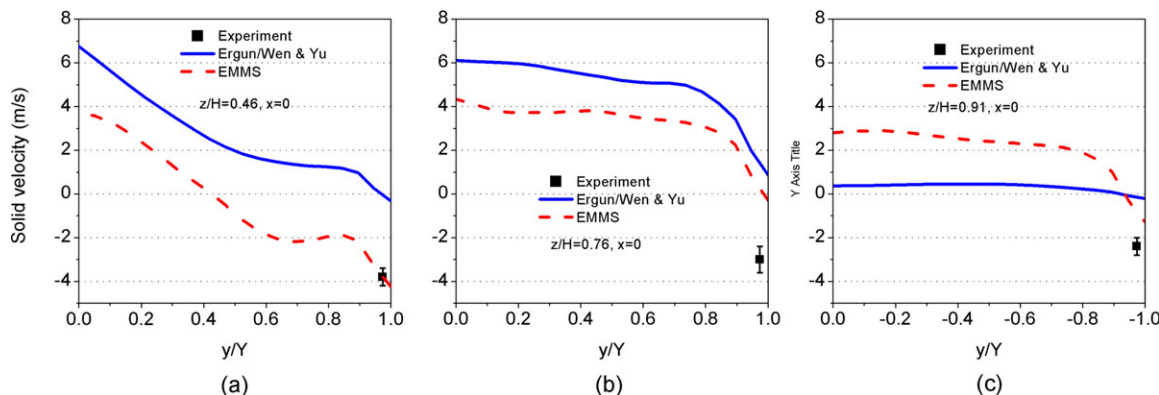 Solid velocity (m/s)
8
6
4
2
0
-2
-4
Experiment
Ergun/Wen & Yu
EMMS
z/H=0.46, x=0
0.0 0.2 0.4 0.6 0.8 1.0
y/Y
(a)
8
6
4
2
0
-2
-4
Experiment
Ergun/Wen & Yu
EMMS
z/H=0.76, x=0
0.0 0.2 0.4 0.6 0.8 1.0
y/Y
(b)
Y Axis Title
8
6
4
2
0
-2
-4
Experiment
Ergun/Wen & Yu
EMMS
z/H=0.91, x=0
0.0 -0.2 -0.4 -0.6 -0.8 -1.0
y/Y
(c)